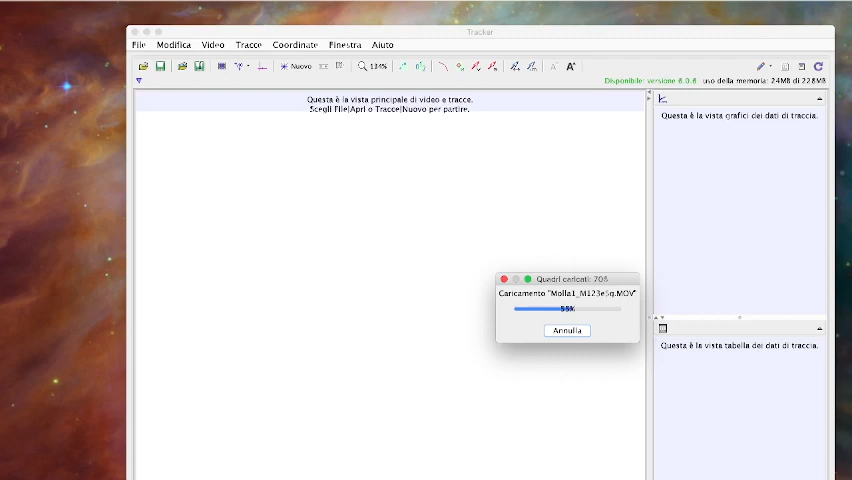 Tracker
File Modifica Video Tracce Coordinate Finestra Aiuto
Nuovo 134% A A
Disponibile: versione 6.0.6 uso della memoria: 24MB di 228MB
Questa è la vista principale di video e tracce.
Scegli File|Apri o Tracce|Nuovo per partire.
Questa è la vista grafici dei dati di traccia.
Quadri caricati: 708
Caricamento "Molla1_M123e5g.MOV"
55%
Annulla
Questa è la vista tabella dei dati di traccia.